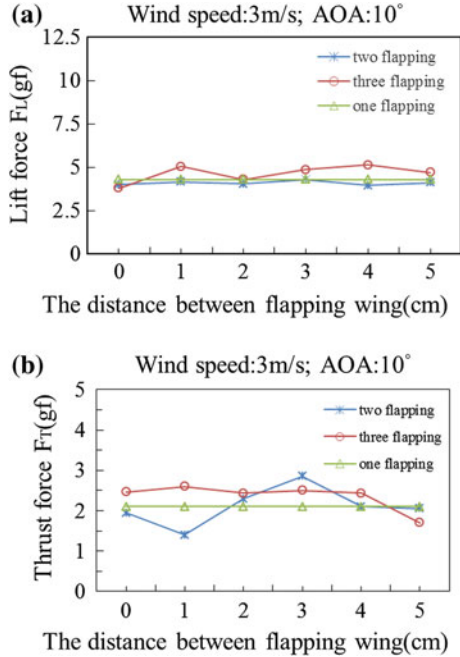 (a) Wind speed:3m/s; AOA:10°
12.5
10
7.5
5
2.5
0
Lift force FL(gf)
two flapping
three flapping
one flapping
0 1 2 3 4 5
The distance between flapping wing(cm)
(b) Wind speed:3m/s; AOA:10°
5
4
3
2
1
0
Thrust force FT(gf)
two flapping
three flapping
one flapping
0 1 2 3 4 5
The distance between flapping wing(cm)